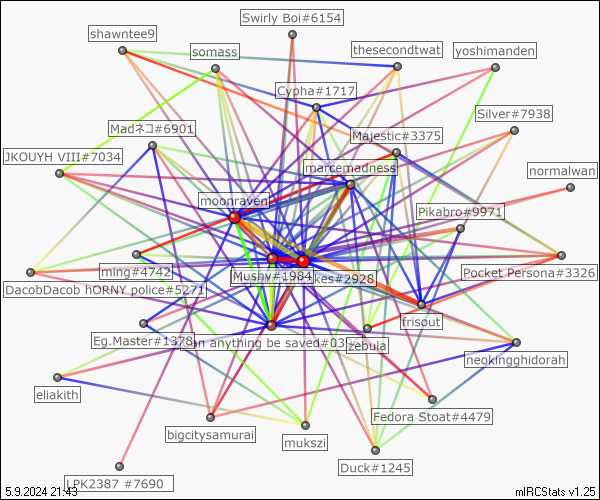 Swirly Boi#6154
shawntee9
somass
thesecondtwat
yoshimanden
Cypha#1717
Silver#7938
Madネコ#6901
Majestic#3375
JKOUYH VIII#7034
marcemadness
normalwan
moonraven
Pikabro#9971
ming#4742
Musny#1984
kes#2928
Pocket Persona#3326
DacobDacob hORNY police#5271
frisout
Eg.Master#1378
an anything be saved#03
zebula
neokingghidorah
eliakith
Fedora Stoat#4479
bigcitysamurai
mukszi
Duck#1245
LPK2387 #7690
5.9.2024 21:43
mIRCStats v1.25